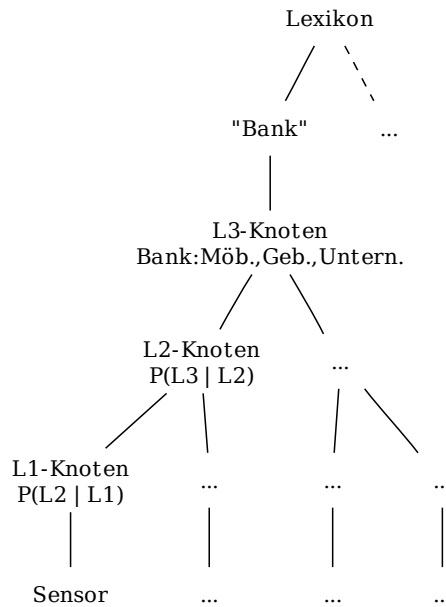 Lexikon
"Bank" ...
L3-Knoten
Bank:Möb.,Geb.,Untern.
L2-Knoten ...
P(L3 | L2)
L1-Knoten ... ... ..
P(L2 | L1)
Sensor ... ... ..